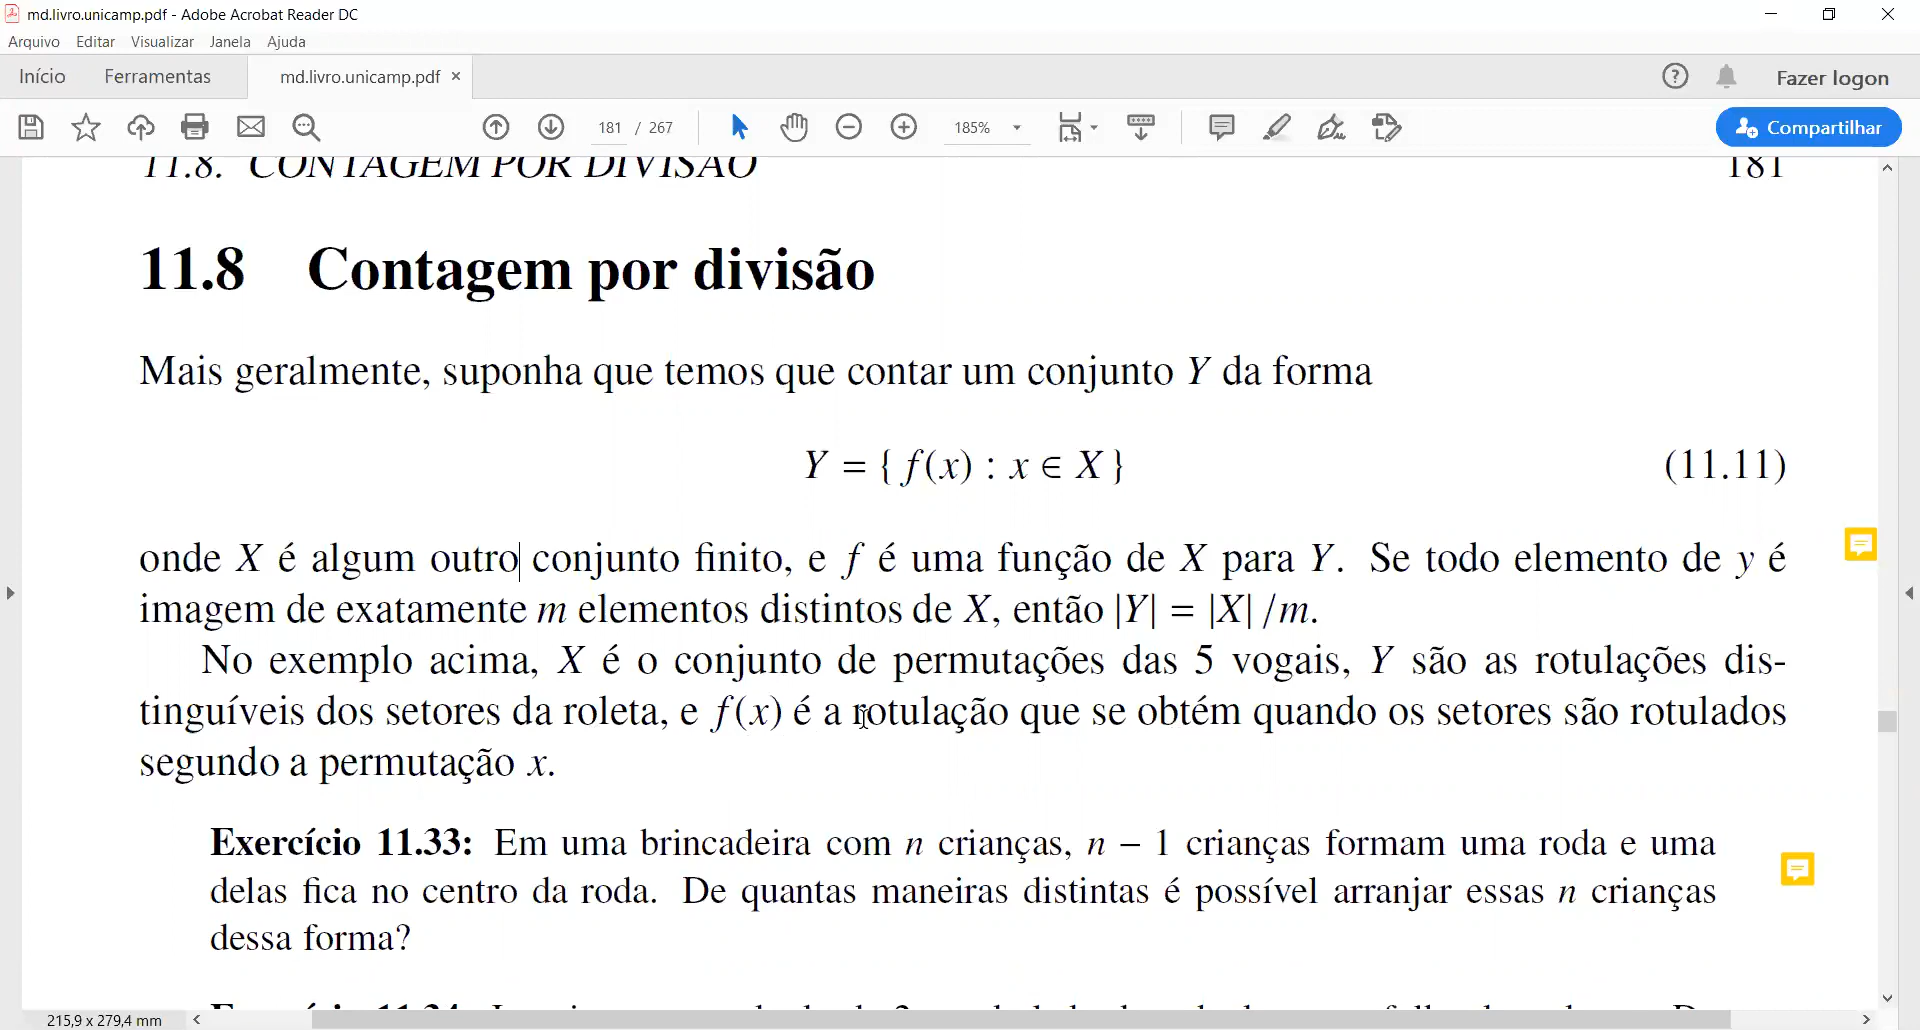 md.livro.unicamp.pdf - Adobe Acrobat Reader DC
Arquivo Editar Visualizar Janela Ajuda
Início Ferramentas md.livro.unicamp.pdf × Fazer logon
181 / 267 185% Compartilhar
11.8. CONTAGEM POR DIVISÃO 181
11.8 Contagem por divisão
Mais geralmente, suponha que temos que contar um conjunto Y da forma
Y = { f(x) : x ∈ X } (11.11)
onde X é algum outro conjunto finito, e f é uma função de X para Y. Se todo elemento de y é
imagem de exatamente m elementos distintos de X, então |Y| = |X| /m.
No exemplo acima, X é o conjunto de permutações das 5 vogais, Y são as rotulações dis-
tinguíveis dos setores da roleta, e f(x) é a rotulação que se obtém quando os setores são rotulados
segundo a permutação x.
Exercício 11.33: Em uma brincadeira com n crianças, n − 1 crianças formam uma roda e uma
delas fica no centro da roda. De quantas maneiras distintas é possível arranjar essas n crianças
dessa forma?
215,9 x 279,4 mm